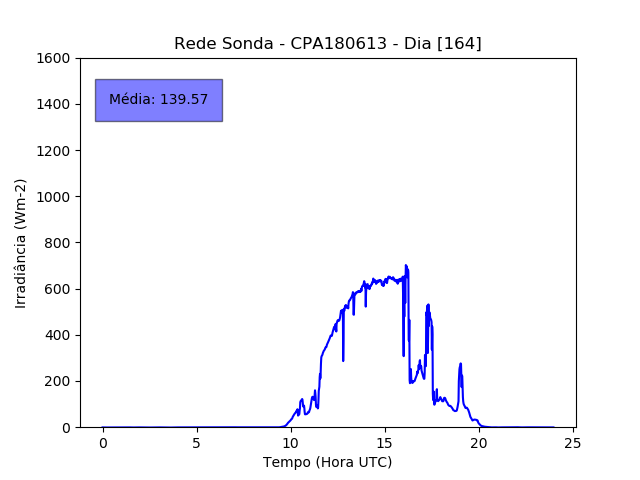 Rede Sonda - CPA180613 - Dia [164]
Média: 139.57
Irradiância (Wm-2)
1600
1400
1200
1000
800
600
400
200
0
0 5 10 15 20 25
Tempo (Hora UTC)